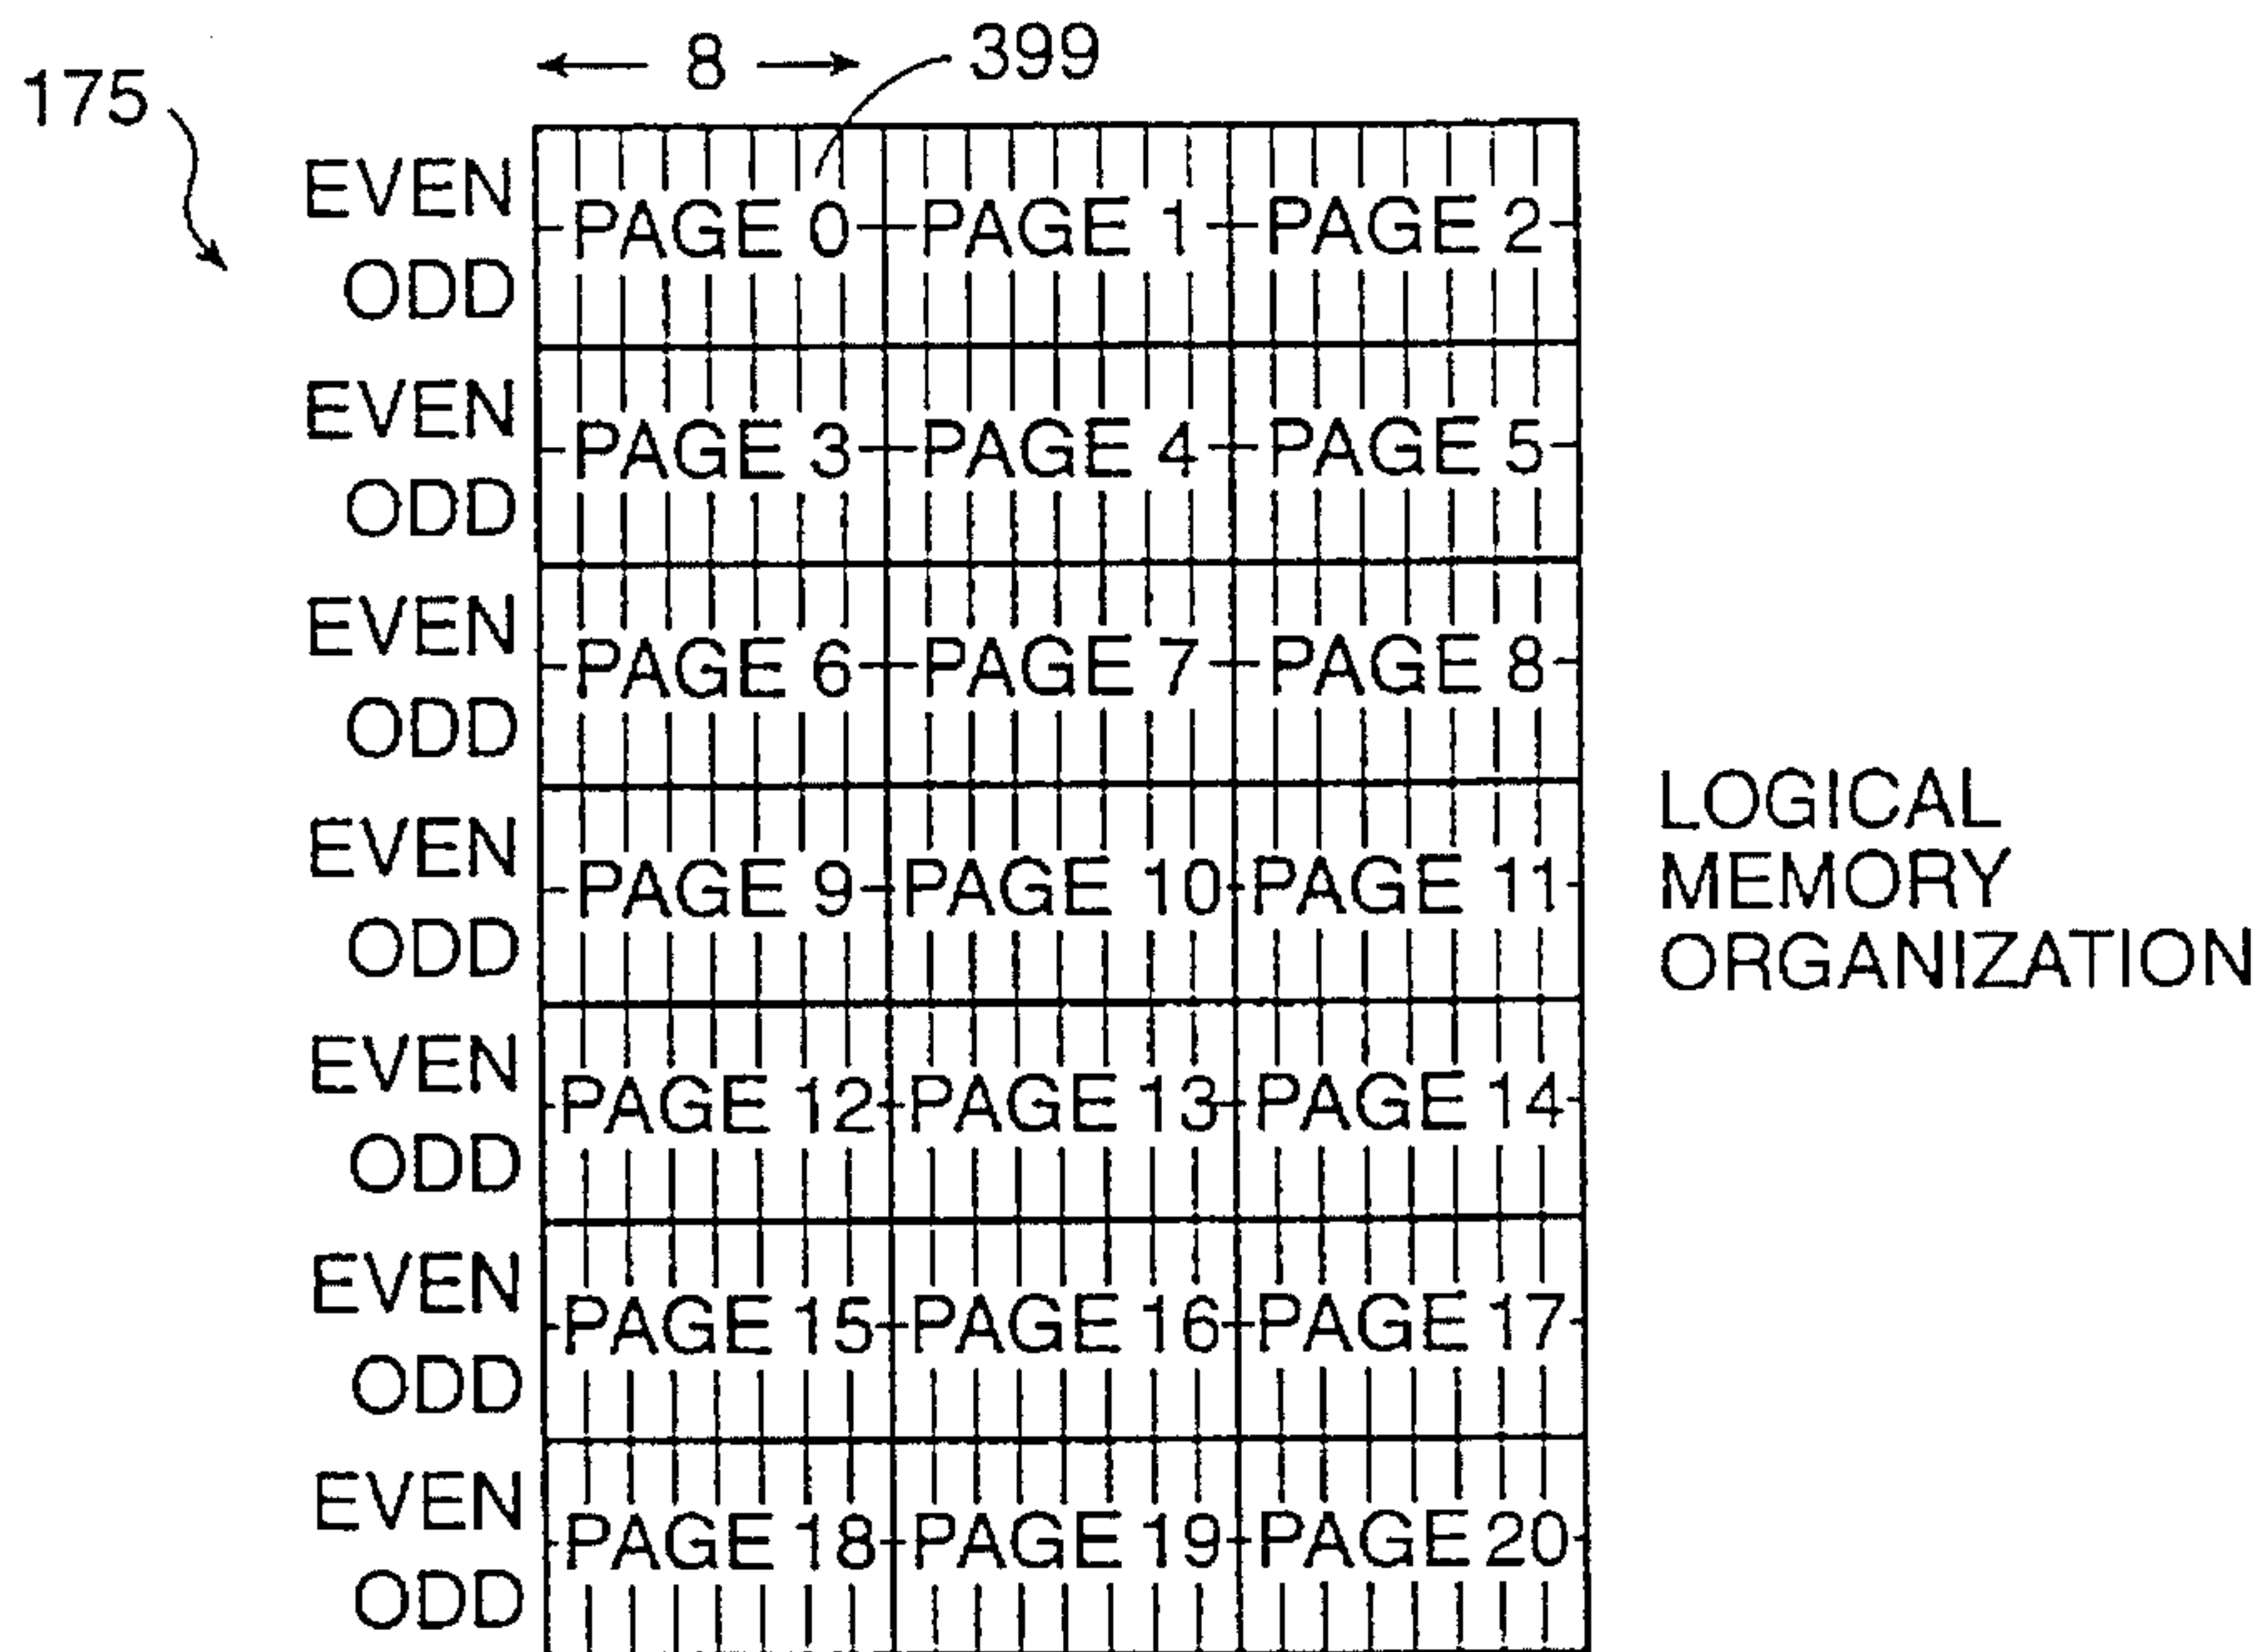 8
399
175
EVEN
PAGE 0 PAGE 1 PAGE 2
ODD
EVEN
PAGE 3 PAGE 4 PAGE 5
ODD
EVEN
PAGE 6 PAGE 7 PAGE 8
ODD
EVEN
PAGE 9 PAGE 10 PAGE 11
ODD
EVEN
PAGE 12 PAGE 13 PAGE 14
ODD
EVEN
PAGE 15 PAGE 16 PAGE 17
ODD
EVEN
PAGE 18 PAGE 19 PAGE 20
ODD
LOGICAL
MEMORY
ORGANIZATION